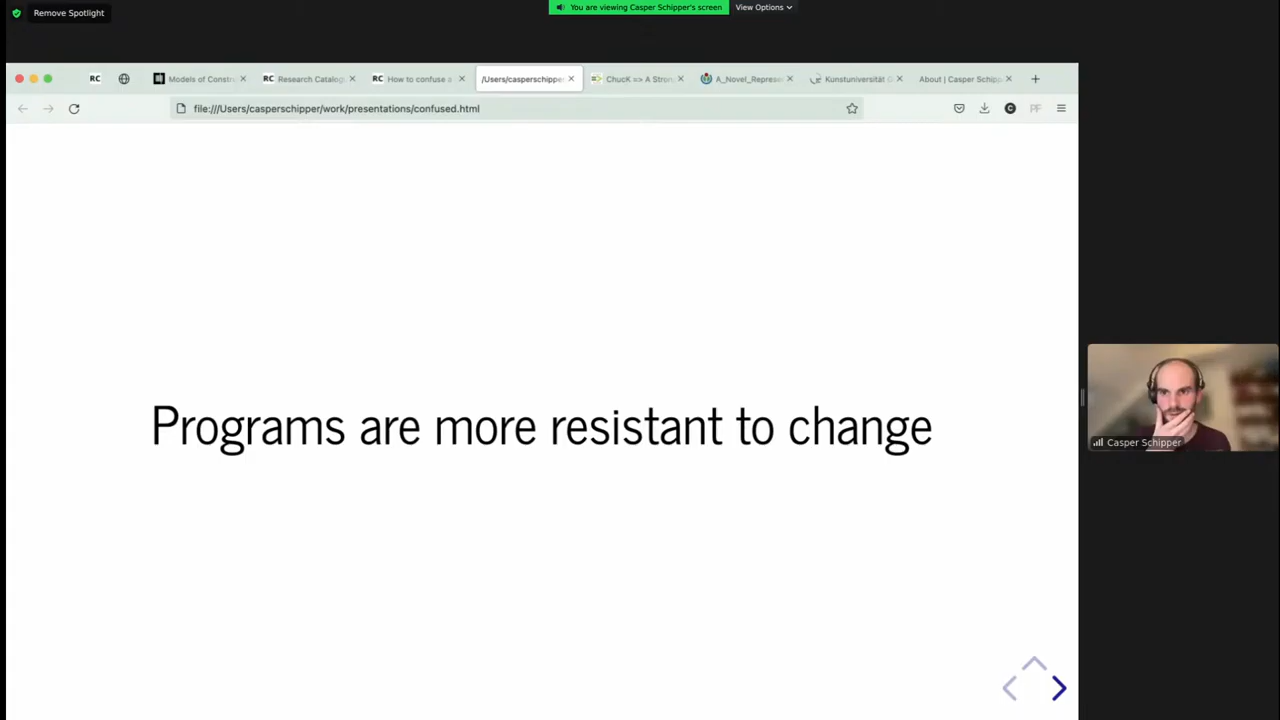 Remove Spotlight
You are viewing Casper Schipper's screen
View Options
RC
Models of Constr
RC Research Catalog
RC How to confuse a
/Users/casperschipper
ChucK => A Stron
A_Novel_Represe
Kunstuniversität G
About | Casper Schipp
file:///Users/casperschipper/work/presentations/confused.html
C
PF
Programs are more resistant to change
Casper Schipper